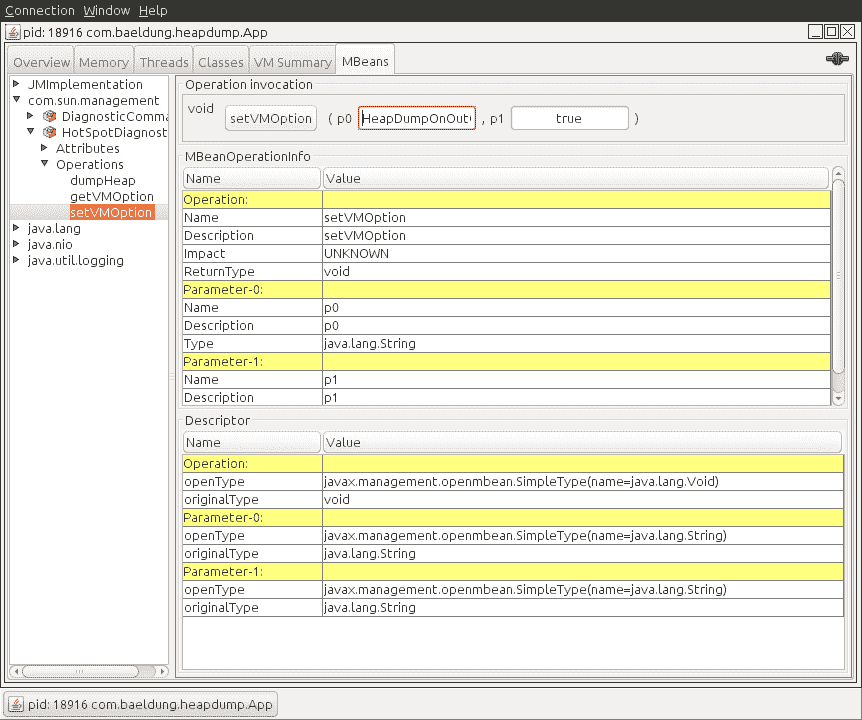 Connection Window Help
pid: 18916 com.baeldung.heapdump.App
Overview Memory Threads Classes VM Summary MBeans
JMImplementation
com.sun.management
DiagnosticComma
HotSpotDiagnost
Attributes
Operations
dumpHeap
getVMOption
setVMOption
java.lang
java.nio
java.util.logging
Operation invocation
void setVMOption ( p0 HeapDumpOnOut , p1 true )
MBeanOperationInfo
Name Value
Operation:
Name setVMOption
Description setVMOption
Impact UNKNOWN
ReturnType void
Parameter-0:
Name p0
Description p0
Type java.lang.String
Parameter-1:
Name p1
Description p1
Descriptor
Name Value
Operation:
openType javax.management.openmbean.SimpleType(name=java.lang.Void)
originalType void
Parameter-0:
openType javax.management.openmbean.SimpleType(name=java.lang.String)
originalType java.lang.String
Parameter-1:
openType javax.management.openmbean.SimpleType(name=java.lang.String)
originalType java.lang.String
pid: 18916 com.baeldung.heapdump.App